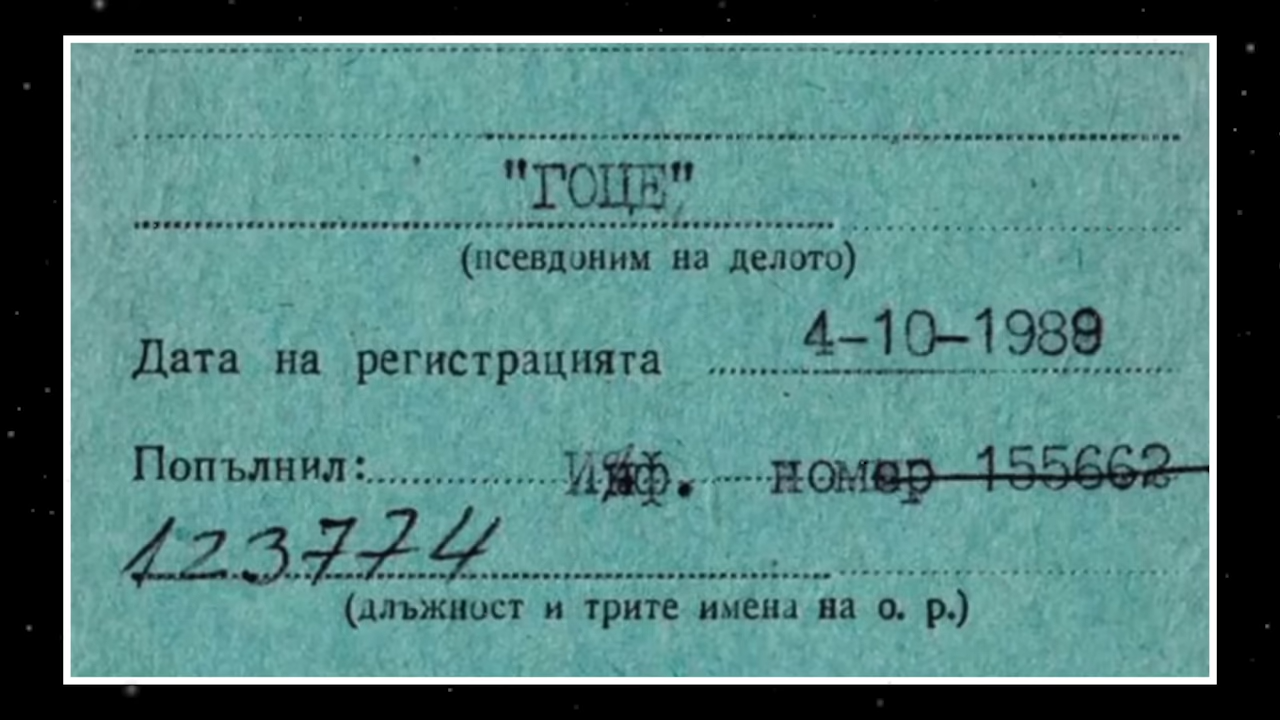 "ГОЦЕ"
(псевдоним на делото)
Дата на регистрацията 4-10-1989
Попълнил: Инф. номер 155662
123774
(длъжност и трите имена на о. р.)